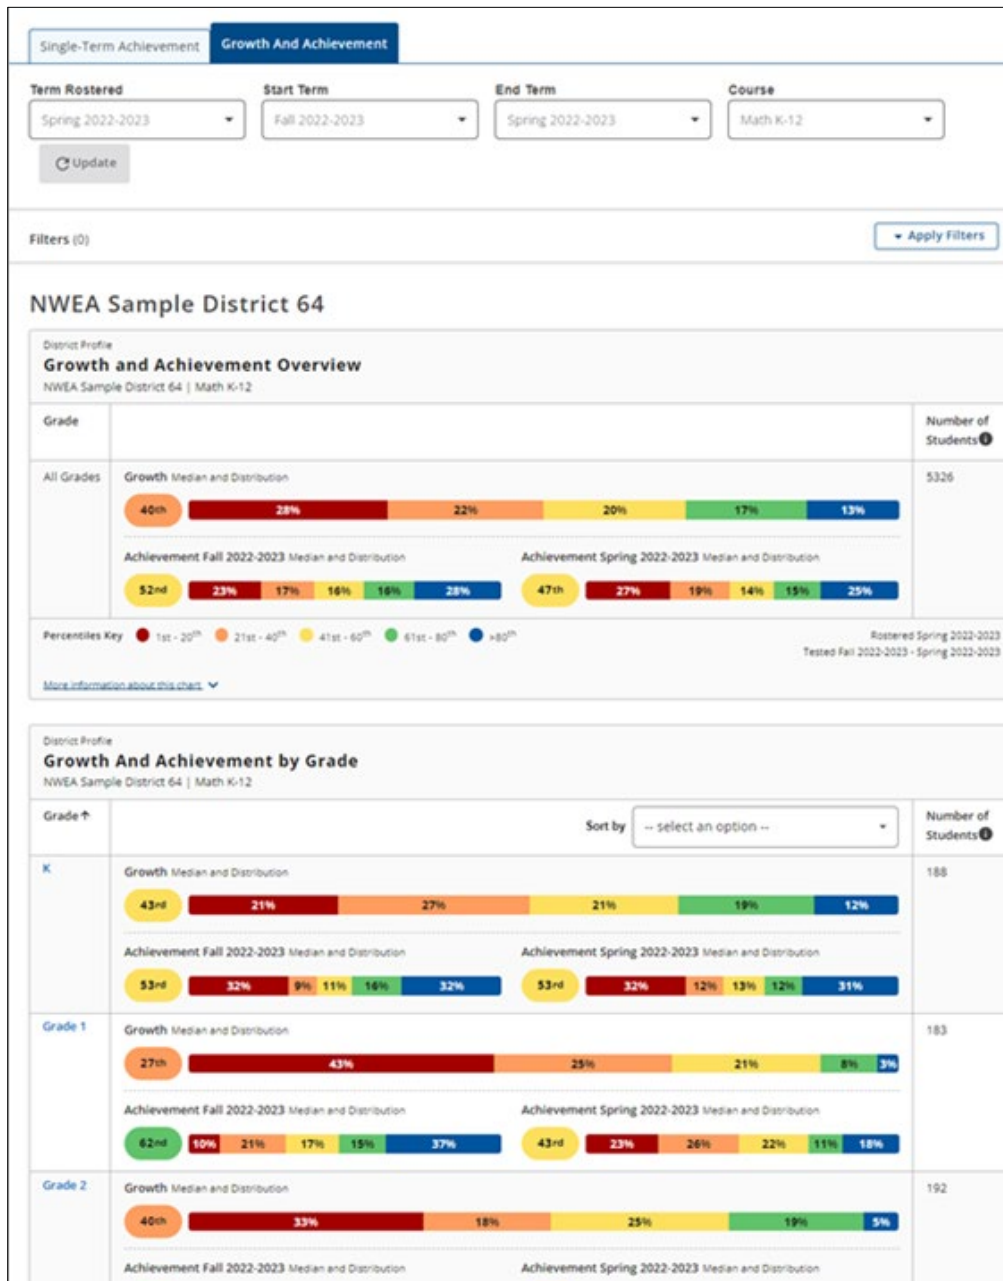 Single-Term Achievement
Growth And Achievement
Term Rostered
Start Term
End Term
Course
Spring 2022-2023
Fall 2022-2023
Spring 2022-2023
Math K-12
Update
Filters (0)
Apply Filters
NWEA Sample District 64
District Profile
Growth and Achievement Overview
NWEA Sample District 64 | Math K-12
Grade
Number of
Students
All Grades
Growth Median and Distribution
5326
40th 28% 22% 20% 17% 13%
Achievement Fall 2022-2023 Median and Distribution
Achievement Spring 2022-2023 Median and Distribution
52nd 23% 17% 16% 16% 28%
47th 27% 19% 14% 15% 25%
Percentiles Key 1st - 20th 21st - 40th 41st - 60th 61st - 80th >80th
Rostered Spring 2022-2023
Tested Fall 2022-2023 - Spring 2022-2023
More information about this chart
District Profile
Growth And Achievement by Grade
NWEA Sample District 64 | Math K-12
Grade
Sort by -- select an option --
Number of
Students
K
Growth Median and Distribution
188
43rd 21% 27% 21% 19% 12%
Achievement Fall 2022-2023 Median and Distribution
Achievement Spring 2022-2023 Median and Distribution
53rd 32% 9% 11% 16% 32%
53rd 32% 12% 13% 12% 31%
Grade 1
Growth Median and Distribution
183
27th 43% 25% 21% 8% 3%
Achievement Fall 2022-2023 Median and Distribution
Achievement Spring 2022-2023 Median and Distribution
62nd 10% 21% 17% 15% 37%
43rd 23% 26% 22% 11% 18%
Grade 2
Growth Median and Distribution
192
40th 33% 18% 25% 19% 5%
Achievement Fall 2022-2023 Median and Distribution
Achievement Spring 2022-2023 Median and Distribution